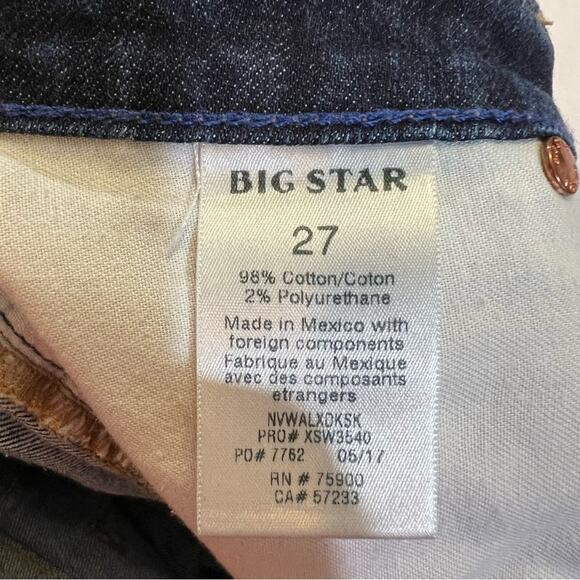 BIG STAR
27
98% Cotton/Coton
2% Polyurethane
Made in Mexico with
foreign components
Fabrique au Mexique
avec des composants
etrangers
NVWALXDKSK
PRO# XSW3540
PO# 7762 05/17
RN # 75900
CA# 57233